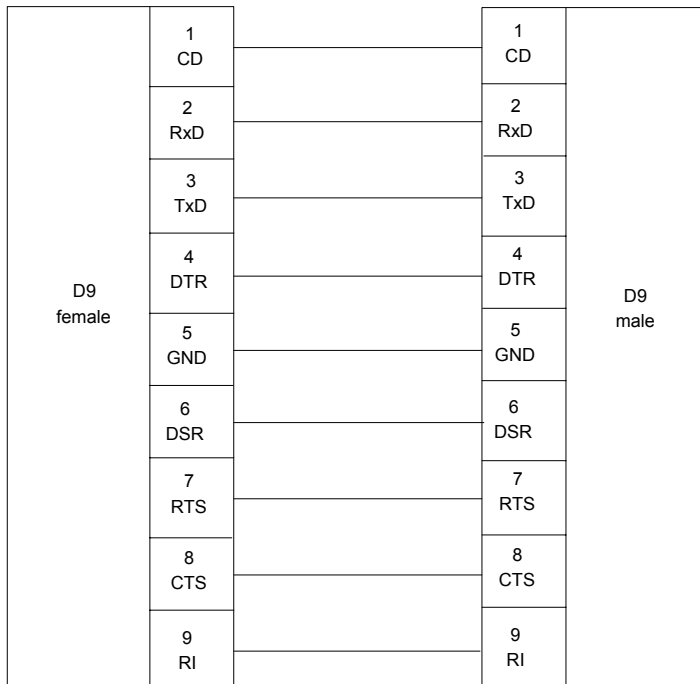 D9
female
1
CD
2
RxD
3
TxD
4
DTR
5
GND
6
DSR
7
RTS
8
CTS
9
RI
1
CD
2
RxD
3
TxD
4
DTR
5
GND
6
DSR
7
RTS
8
CTS
9
RI
D9
male